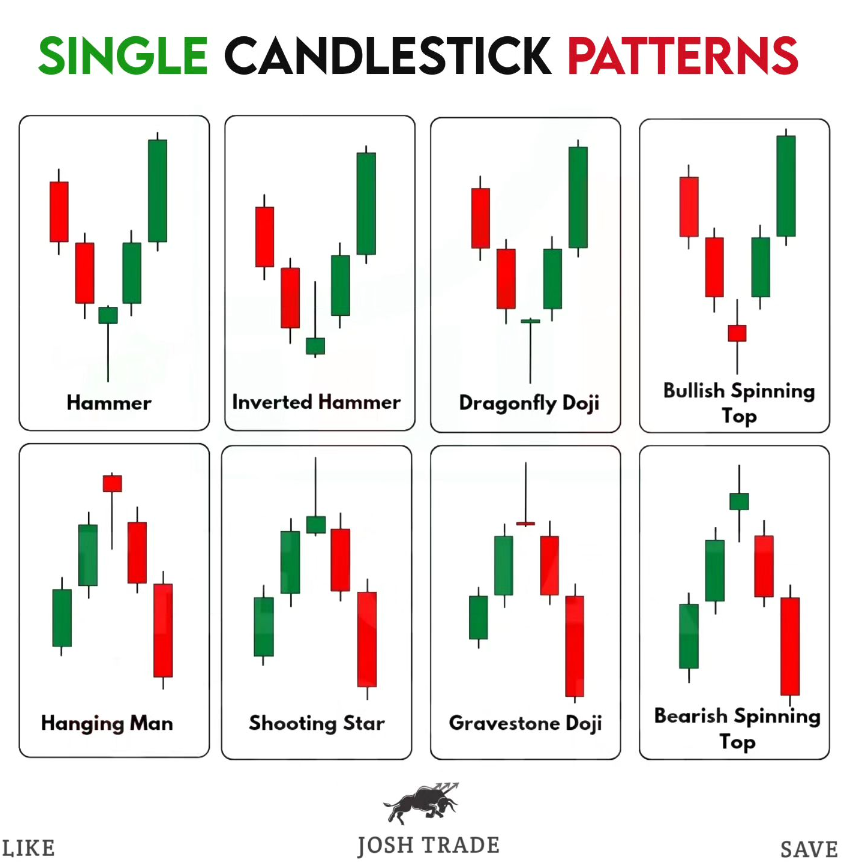 SINGLE CANDLESTICK PATTERNS
Hammer
Inverted Hammer
Dragonfly Doji
Bullish Spinning
Top
Hanging Man
Shooting Star
Gravestone Doji
Bearish Spinning
Top
LIKE
JOSH TRADE
SAVE